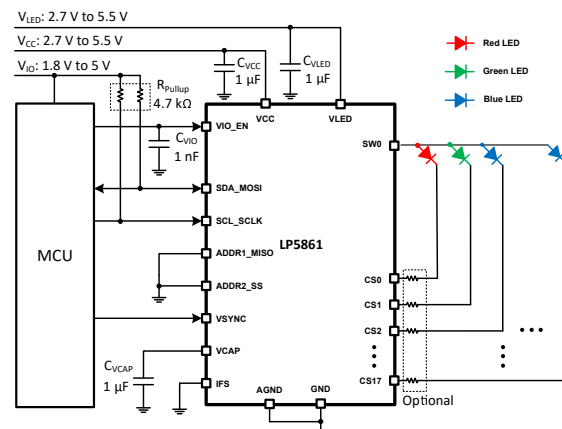 VLED: 2.7 V to 5.5 V
VCC: 2.7 V to 5.5 V
VIO: 1.8 V to 5 V
RPullup
4.7 kΩ
CVCC
1 µF
CVLED
1 µF
Red LED
Green LED
Blue LED
VCC
VLED
CVIO
1 nF
VIO_EN
SW0
SDA_MOSI
SCL_SCLK
LP5861
MCU
ADDR1_MISO
ADDR2_SS
CS0
CS1
VSYNC
CS2
VCAP
CVCAP
1 µF
IFS
AGND
GND
CS17
Optional